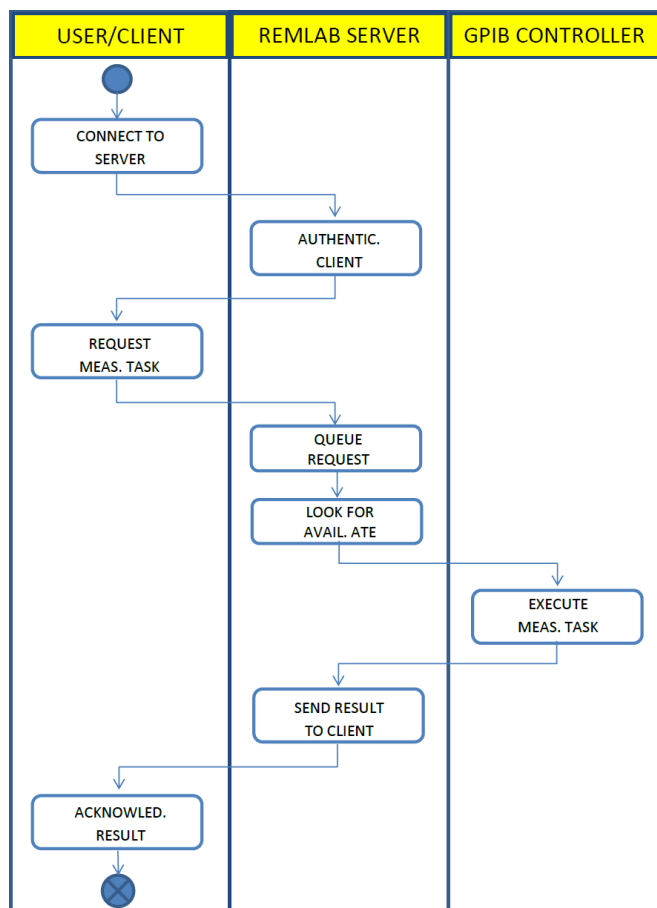 USER/CLIENT
REMLAB SERVER
GPIB CONTROLLER
CONNECT TO
SERVER
AUTHENTIC.
CLIENT
REQUEST
MEAS. TASK
QUEUE
REQUEST
LOOK FOR
AVAIL. ATE
EXECUTE
MEAS. TASK
SEND RESULT
TO CLIENT
ACKNOWLED.
RESULT